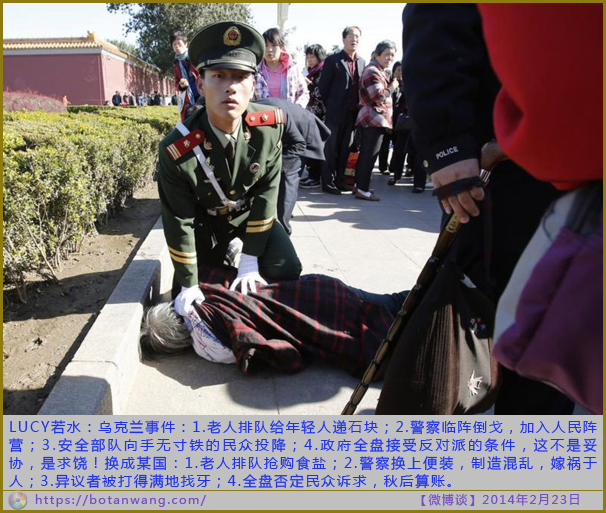 POLICE
LUCY若水：乌克兰事件：1.老人排队给年轻人递石块；2.警察临阵倒戈，加入人民阵
营；3.安全部队向手无寸铁的民众投降；4.政府全盘接受反对派的条件，这不是妥
协，是求饶！换成某国：1.老人排队抢购食盐；2.警察换上便装，制造混乱，嫁祸于
人；3.异议者被打得满地找牙；4.全盘否定民众诉求，秋后算账。
https://botanwang.com/
【微博谈】2014年2月23日